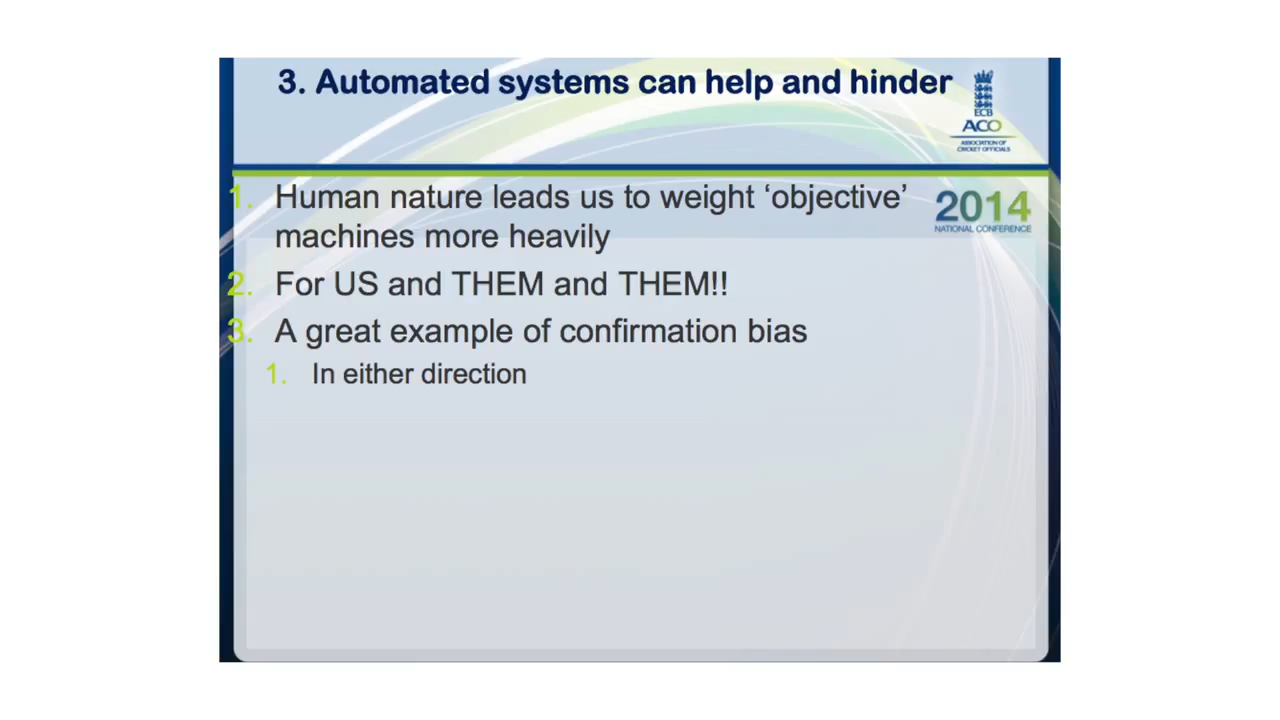 3. Automated systems can help and hinder
ECB
ACO
ASSOCIATION OF
CRICKET OFFICIALS
2014
NATIONAL CONFERENCE
1. Human nature leads us to weight ‘objective’
machines more heavily
2. For US and THEM and THEM!!
3. A great example of confirmation bias
1. In either direction